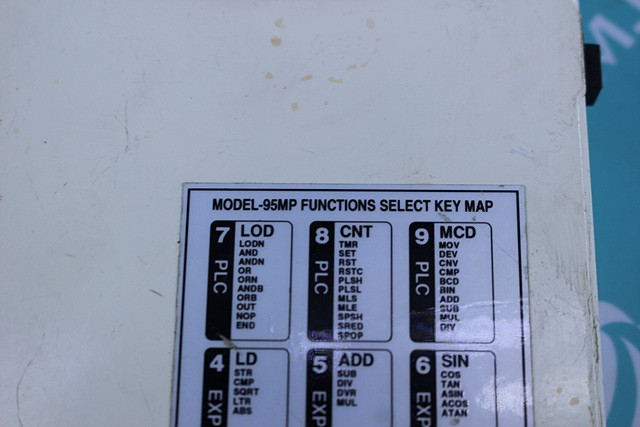 MODEL-95MP FUNCTIONS SELECT KEY MAP
7 PLC
LOD
LODN
AND
ANDN
OR
ORN
ANDB
ORB
OUT
NOP
END
8 PLC
CNT
TMR
SET
RST
RSTC
PLSH
PLSL
MLS
MLE
SPSH
SRED
SPOP
9 PLC
MCD
MOV
DEV
CNV
CMP
BCD
BIN
ADD
SUB
MUL
DIV
4 EXP
LD
STR
CMP
SQRT
LTR
ABS
5 EXP
ADD
SUB
DIV
DVR
MUL
6 EXP
SIN
COS
TAN
ASIN
ACOS
ATAN